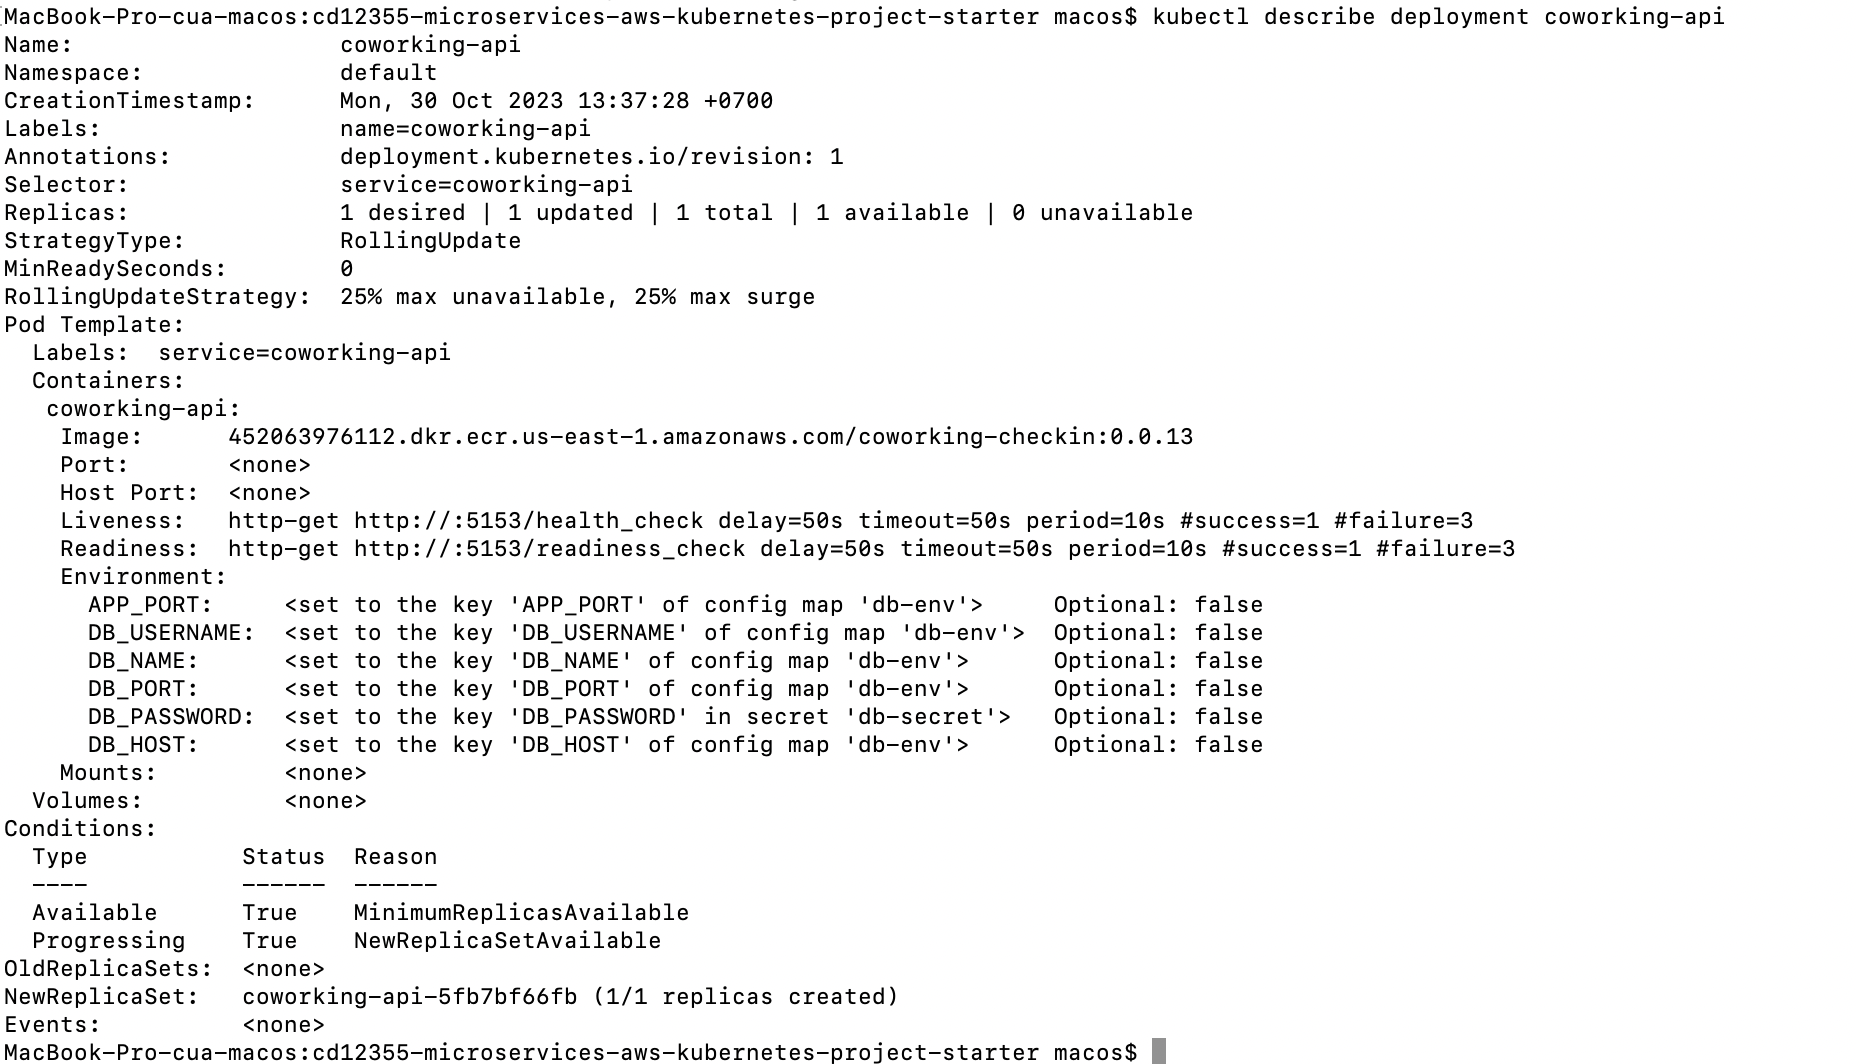 MacBook-Pro-cua-macos:cd12355-microservices-aws-kubernetes-project-starter macos$ kubectl describe deployment coworking-api
Name:                   coworking-api
Namespace:              default
CreationTimestamp:      Mon, 30 Oct 2023 13:37:28 +0700
Labels:                 name=coworking-api
Annotations:            deployment.kubernetes.io/revision: 1
Selector:               service=coworking-api
Replicas:               1 desired | 1 updated | 1 total | 1 available | 0 unavailable
StrategyType:           RollingUpdate
MinReadySeconds:        0
RollingUpdateStrategy:  25% max unavailable, 25% max surge
Pod Template:
  Labels:  service=coworking-api
  Containers:
   coworking-api:
    Image:      452063976112.dkr.ecr.us-east-1.amazonaws.com/coworking-checkin:0.0.13
    Port:       <none>
    Host Port:  <none>
    Liveness:   http-get http://:5153/health_check delay=50s timeout=50s period=10s #success=1 #failure=3
    Readiness:  http-get http://:5153/readiness_check delay=50s timeout=50s period=10s #success=1 #failure=3
    Environment:
      APP_PORT:     <set to the key 'APP_PORT' of config map 'db-env'>     Optional: false
      DB_USERNAME:  <set to the key 'DB_USERNAME' of config map 'db-env'>  Optional: false
      DB_NAME:      <set to the key 'DB_NAME' of config map 'db-env'>      Optional: false
      DB_PORT:      <set to the key 'DB_PORT' of config map 'db-env'>      Optional: false
      DB_PASSWORD:  <set to the key 'DB_PASSWORD' in secret 'db-secret'>   Optional: false
      DB_HOST:      <set to the key 'DB_HOST' of config map 'db-env'>      Optional: false
    Mounts:         <none>
  Volumes:          <none>
Conditions:
  Type           Status  Reason
  ----           ------  ------
  Available      True    MinimumReplicasAvailable
  Progressing    True    NewReplicaSetAvailable
OldReplicaSets:  <none>
NewReplicaSet:   coworking-api-5fb7bf66fb (1/1 replicas created)
Events:          <none>
MacBook-Pro-cua-macos:cd12355-microservices-aws-kubernetes-project-starter macos$